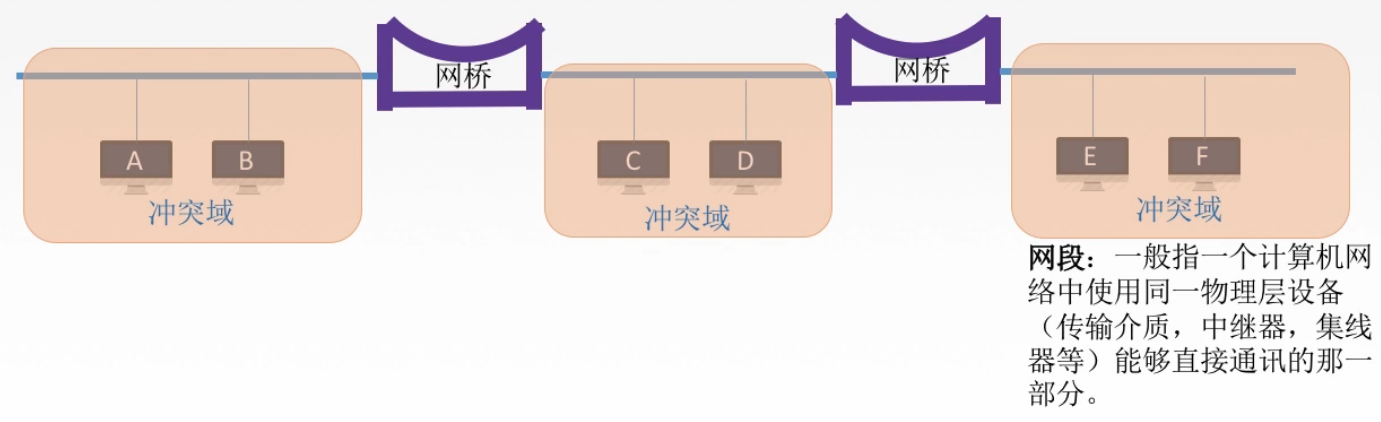 网桥
网桥
A
B
C
D
E
F
冲突域
冲突域
冲突域
网段：一般指一个计算机网
络中使用同一物理层设备
（传输介质，中继器，集线
器等）能够直接通讯的那一
部分。